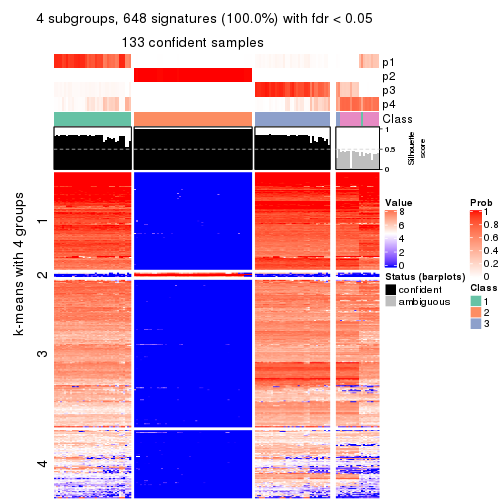 4 subgroups, 648 signatures (100.0%) with fdr < 0.05
133 confident samples
p1
p2
p3
p4
Class
1
0.5
0
Silhouette
score
k-means with 4 groups
1
2
3
4
Value
8
6
4
2
0
Status (barplots)
confident
ambiguous
Prob
1
0.8
0.6
0.4
0.2
0
Class
1
2
3